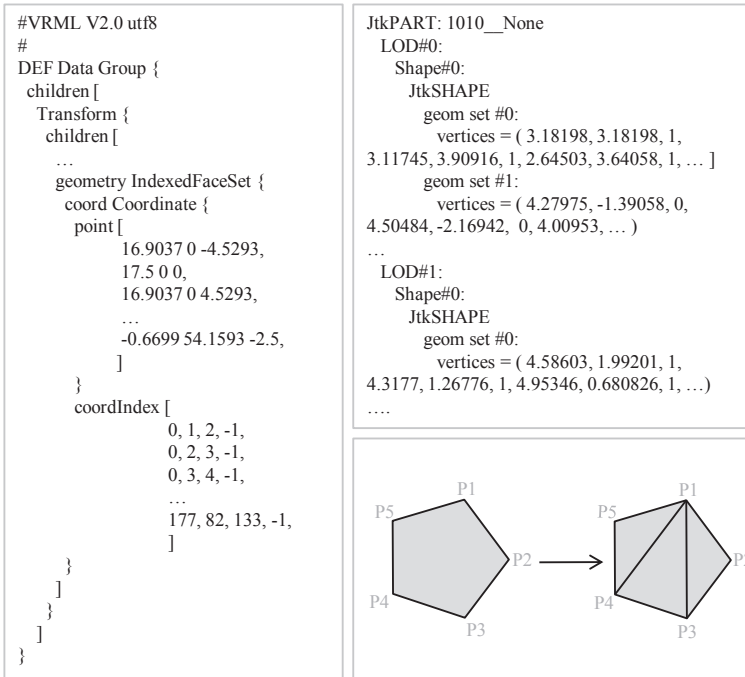 #VRML V2.0 utf8
#
DEF Data Group {
children [
Transform {
children [
…
geometry IndexedFaceSet {
coord Coordinate {
point [
16.9037 0 -4.5293,
17.5 0 0,
16.9037 0 4.5293,
…
-0.6699 54.1593 -2.5,
]
}
coordIndex [
0, 1, 2, -1,
0, 2, 3, -1,
0, 3, 4, -1,
…
177, 82, 133, -1,
]
}
]
}
]
}
JtkPART: 1010__None
LOD#0:
Shape#0:
JtkSHAPE
geom set #0:
vertices = ( 3.18198, 3.18198, 1,
3.11745, 3.90916, 1, 2.64503, 3.64058, 1, … ]
geom set #1:
vertices = ( 4.27975, -1.39058, 0,
4.50484, -2.16942, 0, 4.00953, … )
…
LOD#1:
Shape#0:
JtkSHAPE
geom set #0:
vertices = ( 4.58603, 1.99201, 1,
4.3177, 1.26776, 1, 4.95346, 0.680826, 1, …)
….
P1
P5
P2
P4
P3
P1
P5
P4
P3